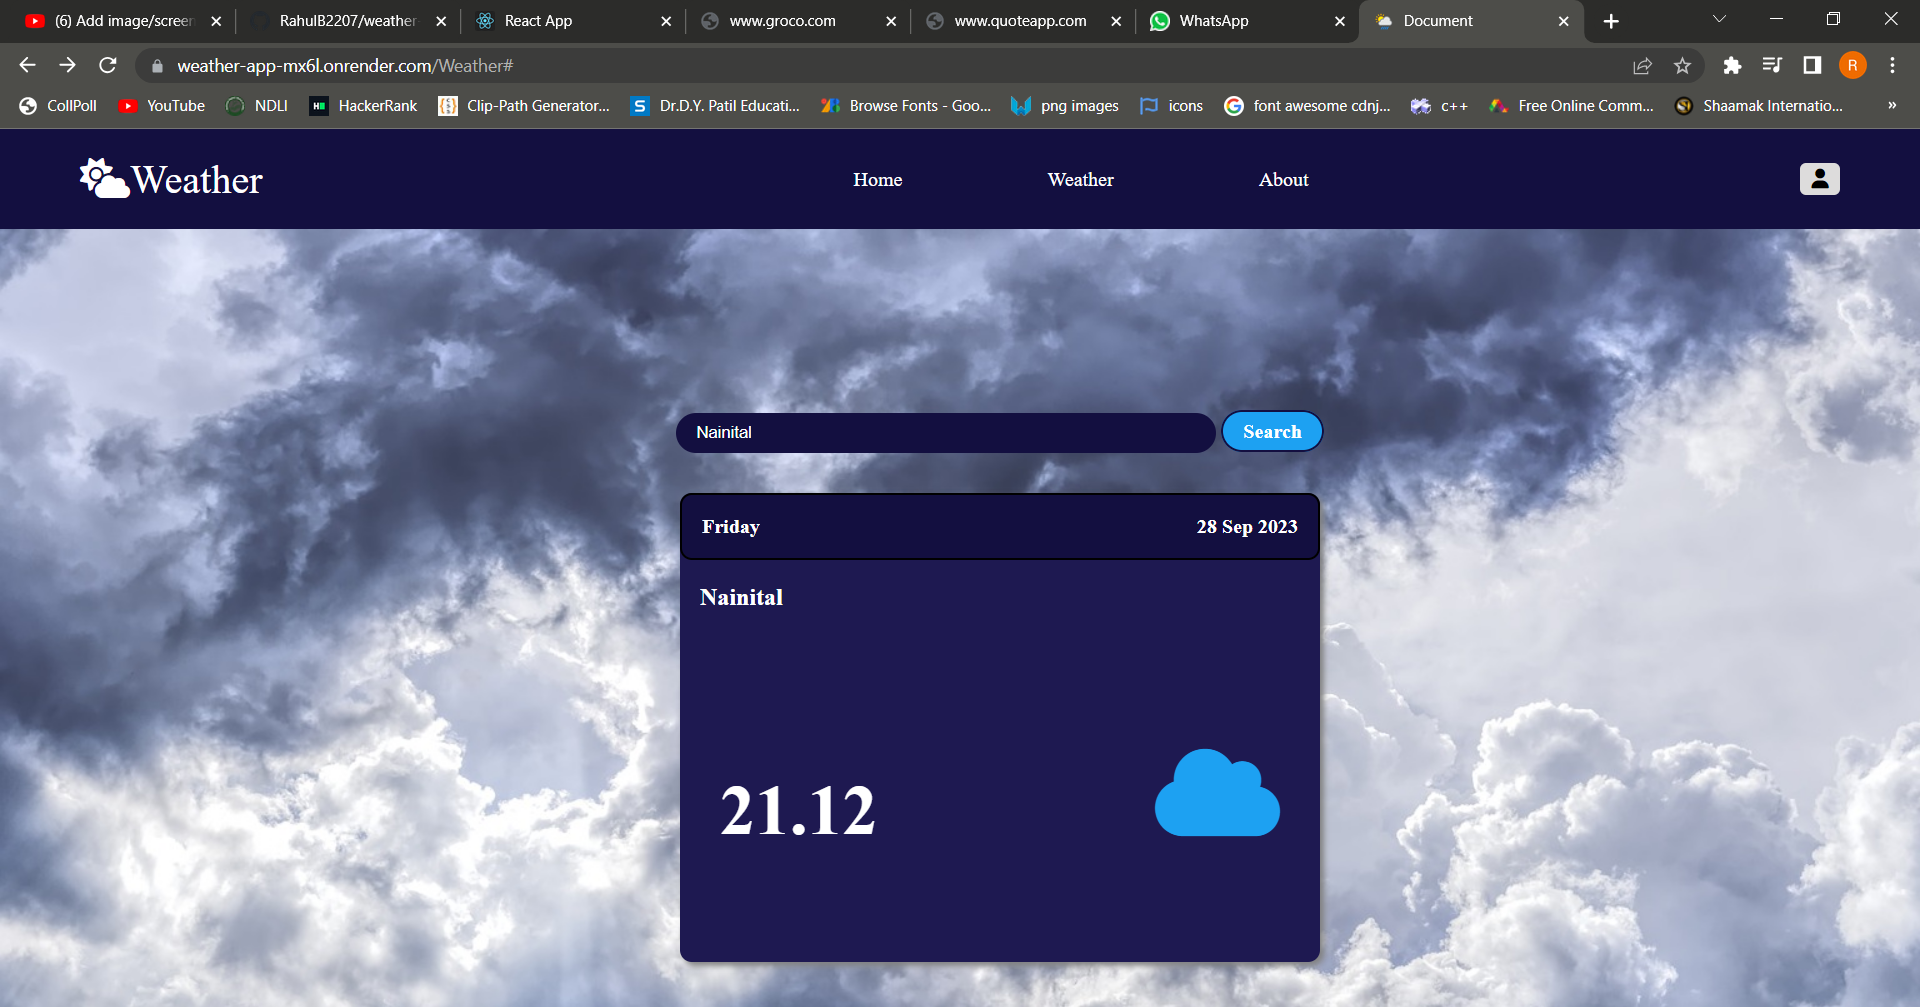 (6) Add image/screen
RahulB2207/weather-
React App
www.groco.com
www.quoteapp.com
WhatsApp
Document
weather-app-mx6l.onrender.com/Weather#
R
CollPoll
YouTube
NDLI
HackerRank
Clip-Path Generator...
S
Dr.D.Y. Patil Educati...
Browse Fonts - Goo...
png images
icons
font awesome cdnj...
c++
Free Online Comm...
Shaamak Internatio...
»
Weather
Home
Weather
About
Nainital
Search
Friday
28 Sep 2023
Nainital
21.12